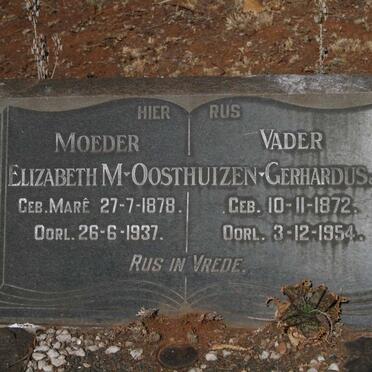 HIER RUS
MOEDER VADER
ELIZABETH M-OOSTHUIZEN-GERHARDUS.
GEB. MARÉ 27-7-1878. GEB. 10-11-1872.
OORL. 26-6-1937. OORL. 3-12-1954.
RUS IN VREDE.